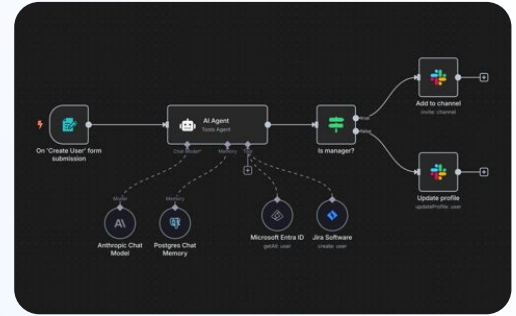 On 'Create User' form
submission
AI Agent
Tools Agent
Chat Model*
Memory
Tool
Model
Memory
Anthropic Chat
Model
Postgres Chat
Memory
Microsoft Entra ID
getAll: user
Jira Software
create: user
Is manager?
true
false
Add to channel
invite: channel
Update profile
updateProfile: user